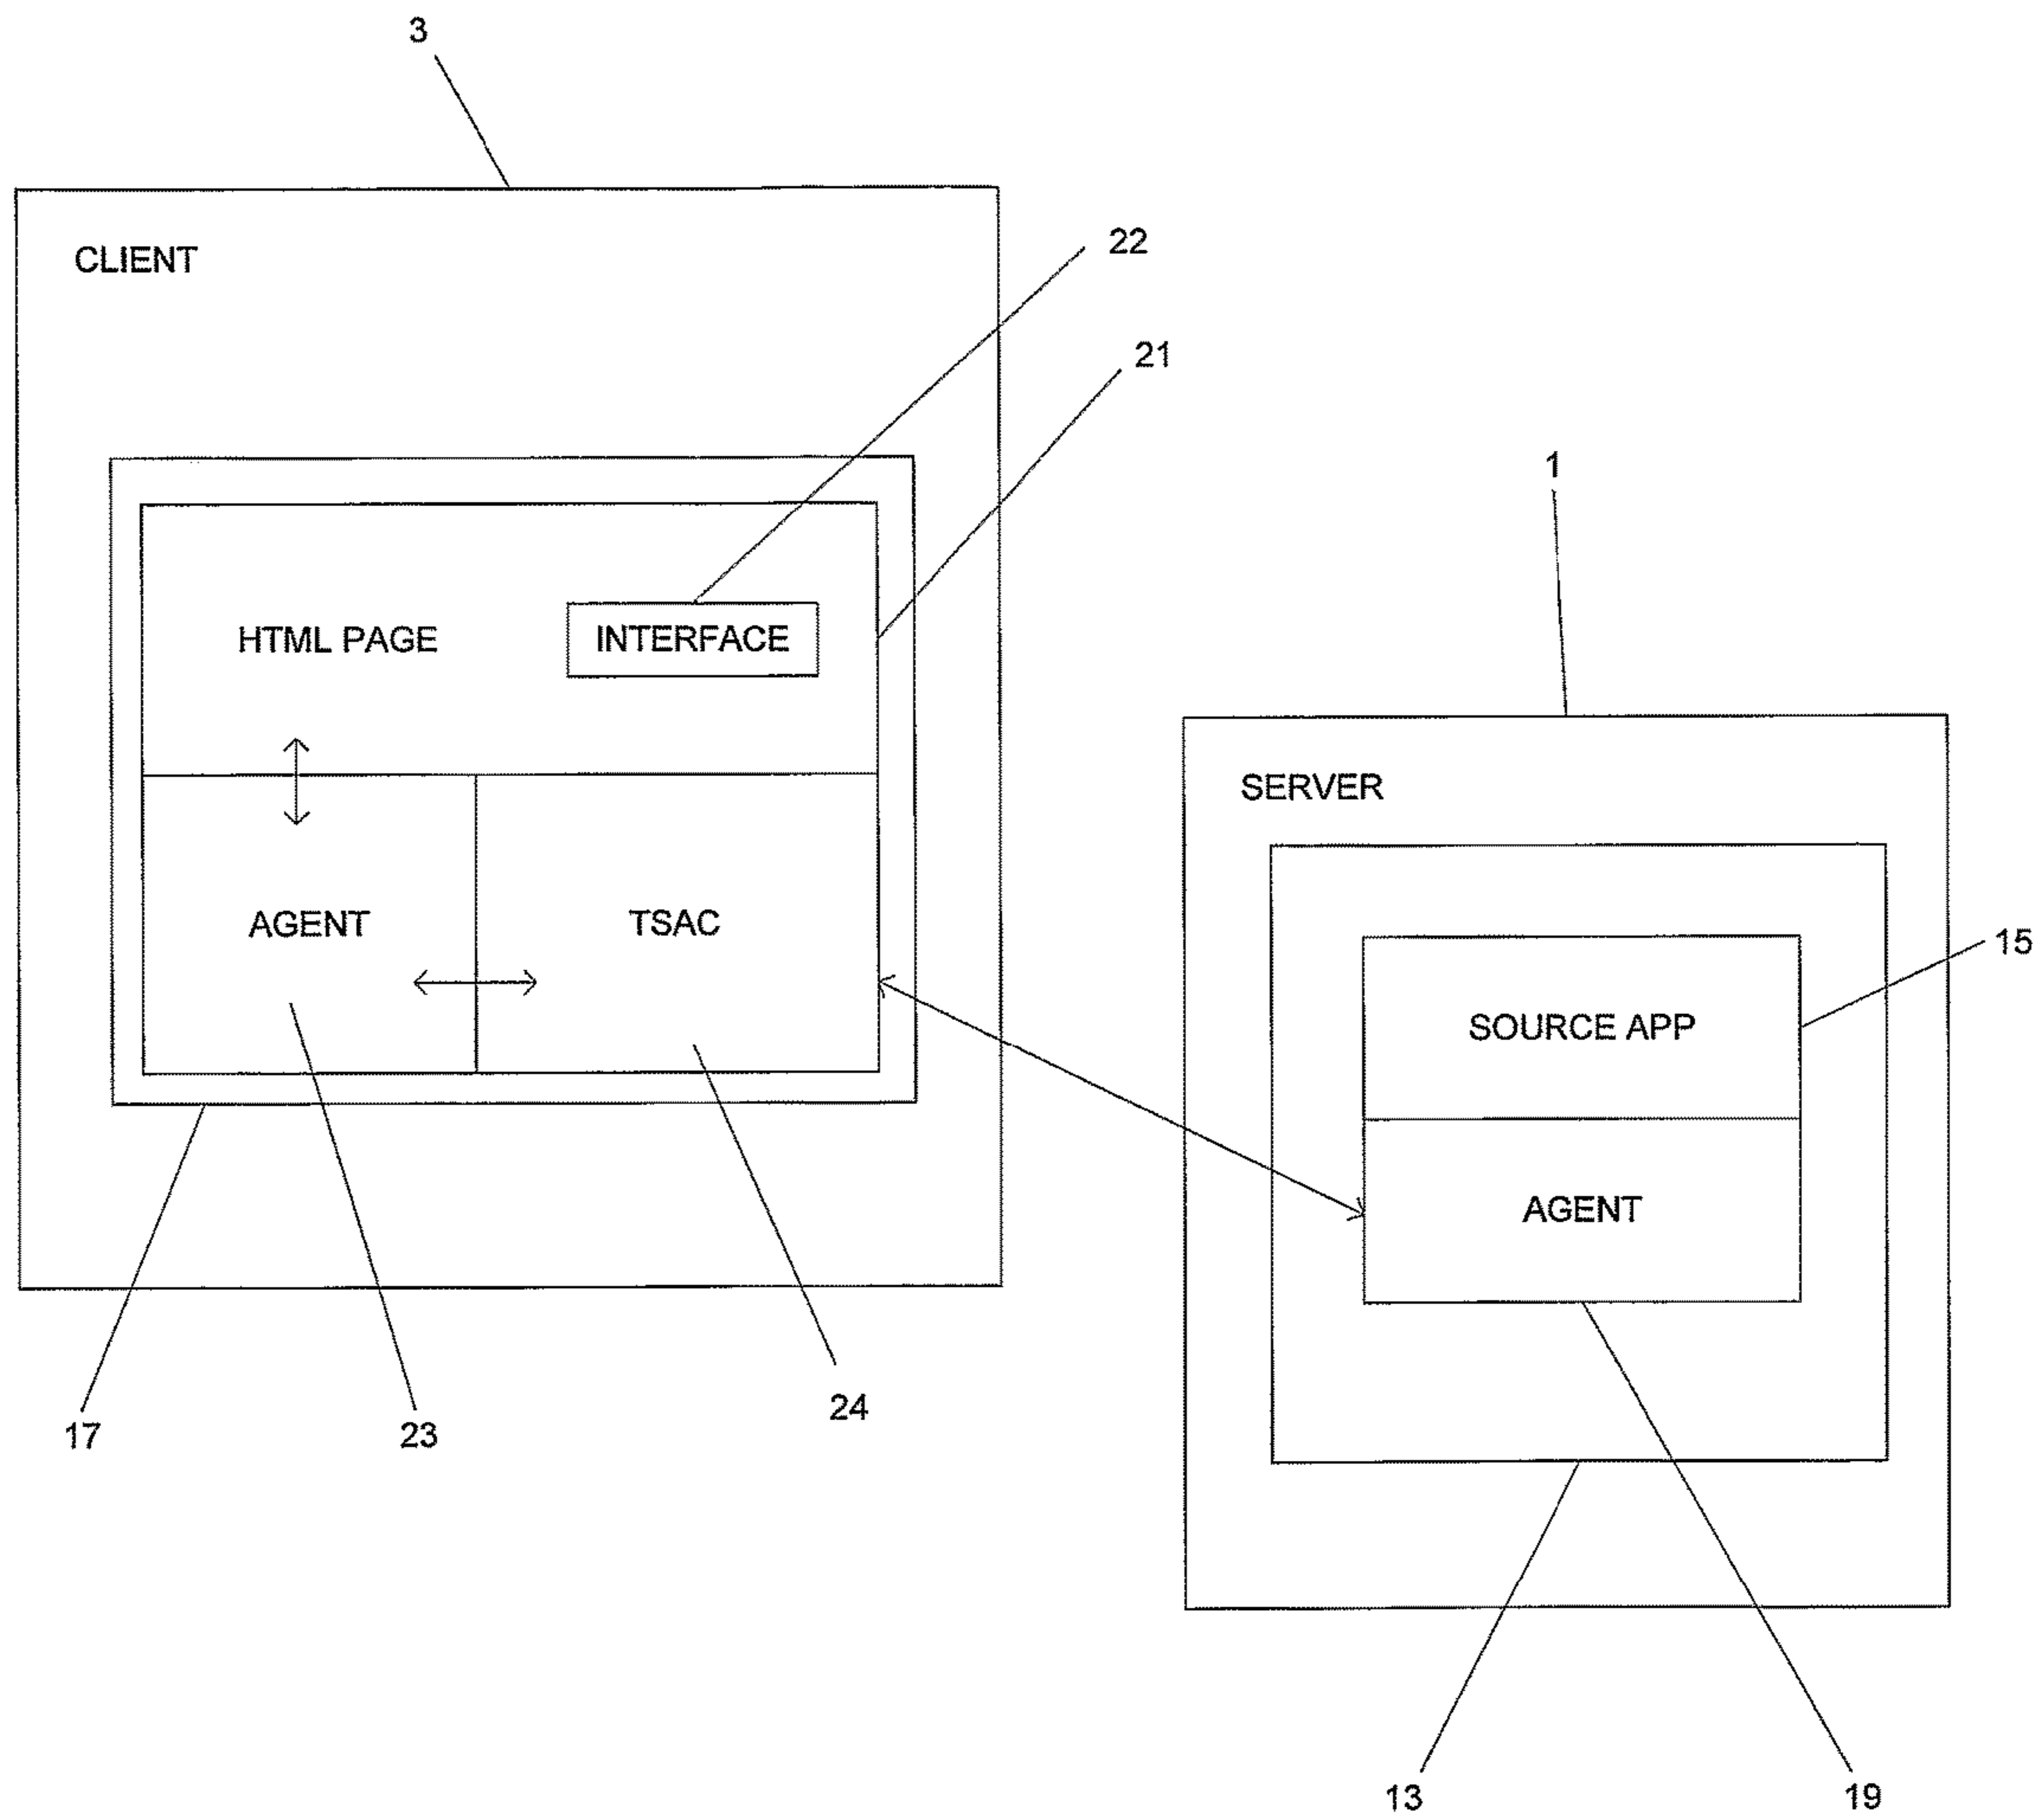 3
CLIENT
22
21
1
HTML PAGE
INTERFACE
SERVER
AGENT
TSAC
15
SOURCE APP
AGENT
17
23
24
13
19